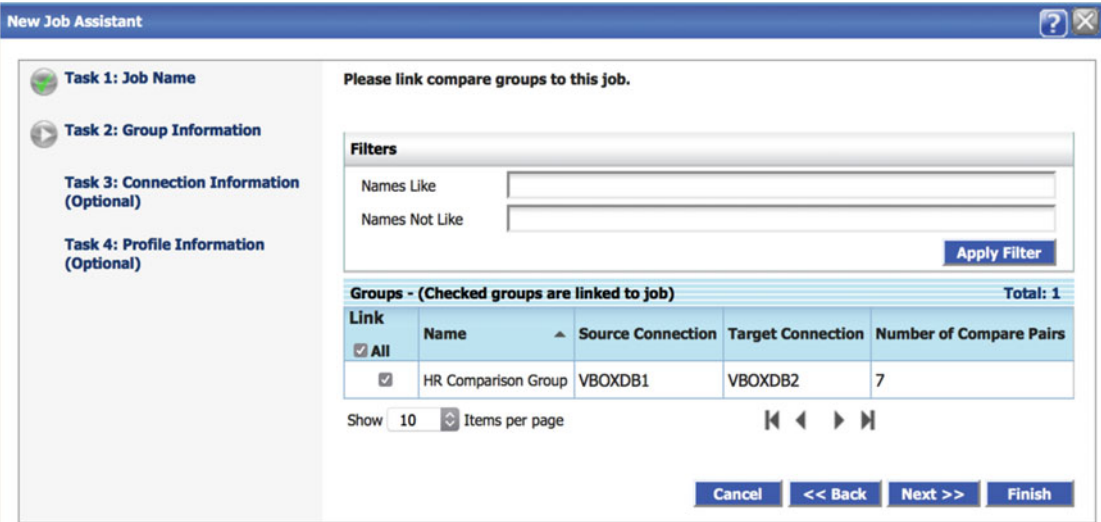 New Job Assistant
?
Task 1: Job Name
Task 2: Group Information
Task 3: Connection Information
(Optional)
Task 4: Profile Information
(Optional)
Please link compare groups to this job.
Filters
Names Like
Names Not Like
Apply Filter
Groups - (Checked groups are linked to job) Total: 1
Link
All
Name Source Connection Target Connection Number of Compare Pairs
HR Comparison Group VBOXDB1 VBOXDB2 7
Show 10 Items per page
Cancel << Back Next >> Finish